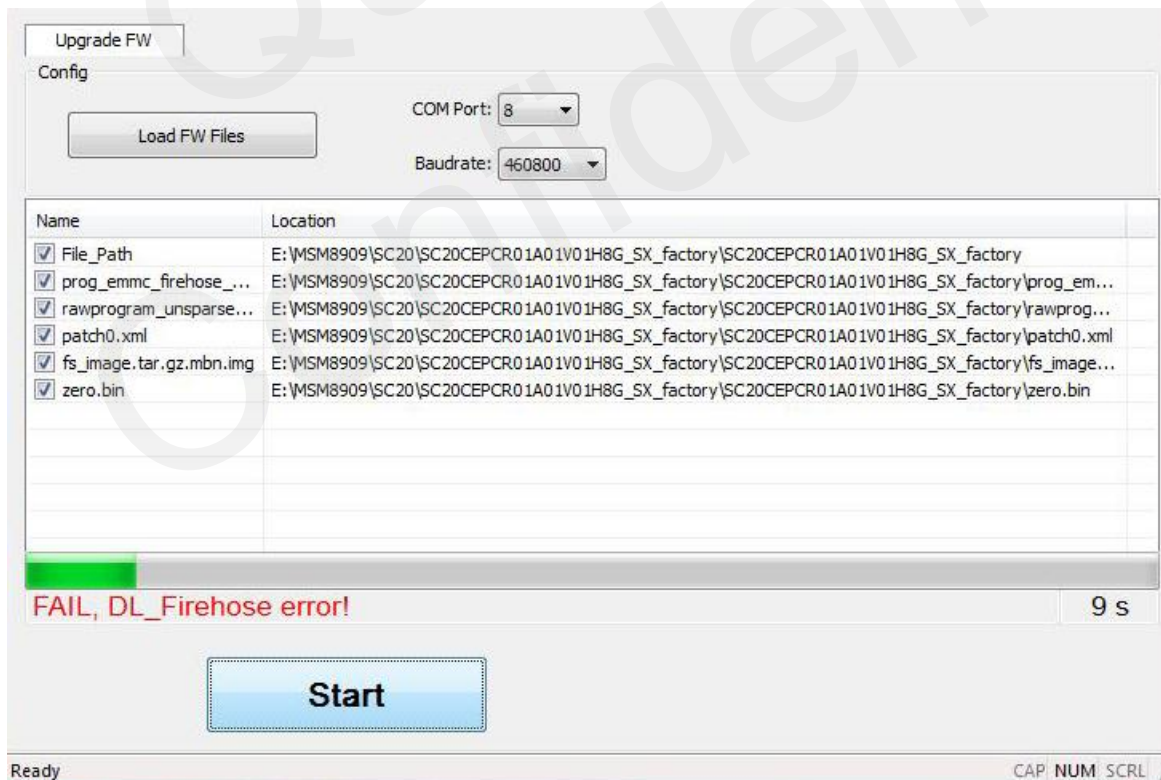 Upgrade FW
Config
Load FW Files
COM Port: 8
Baudrate: 460800
Name Location
File_Path E:\MSM8909\SC20\SC20CEPCR01A01V01H8G_SX_factory\SC20CEPCR01A01V01H8G_SX_factory
prog_emmc_firehose_... E:\MSM8909\SC20\SC20CEPCR01A01V01H8G_SX_factory\SC20CEPCR01A01V01H8G_SX_factory\prog_em...
rawprogram_unsparse... E:\MSM8909\SC20\SC20CEPCR01A01V01H8G_SX_factory\SC20CEPCR01A01V01H8G_SX_factory\rawprog...
patch0.xml E:\MSM8909\SC20\SC20CEPCR01A01V01H8G_SX_factory\SC20CEPCR01A01V01H8G_SX_factory\patch0.xml
fs_image.tar.gz.mbn.img E:\MSM8909\SC20\SC20CEPCR01A01V01H8G_SX_factory\SC20CEPCR01A01V01H8G_SX_factory\fs_image...
zero.bin E:\MSM8909\SC20\SC20CEPCR01A01V01H8G_SX_factory\SC20CEPCR01A01V01H8G_SX_factory\zero.bin
FAIL, DL_Firehose error! 9 s
Start
Ready CAP NUM SCRL